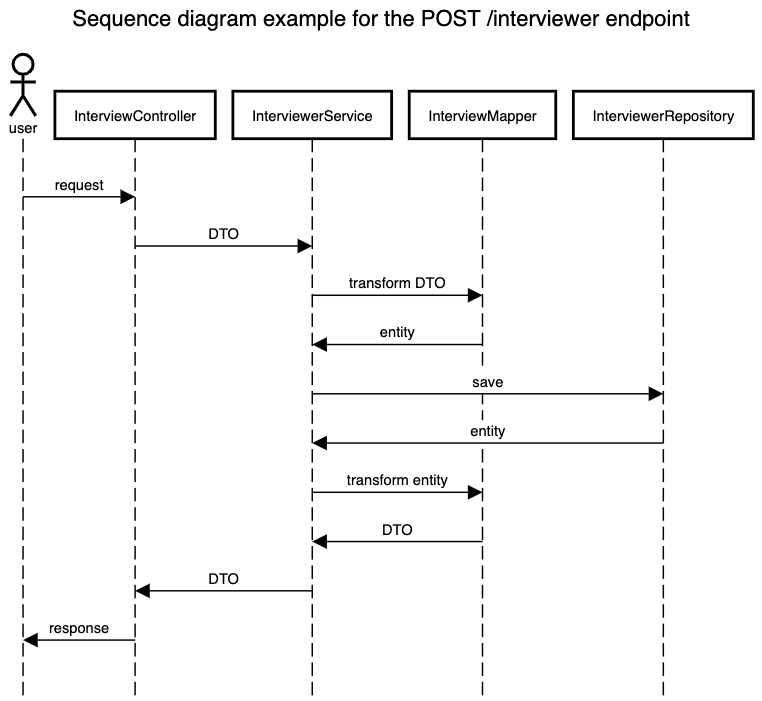 Sequence diagram example for the POST /interviewer endpoint
user
InterviewController
InterviewerService
InterviewMapper
InterviewerRepository
request
DTO
transform DTO
entity
save
entity
transform entity
DTO
DTO
response